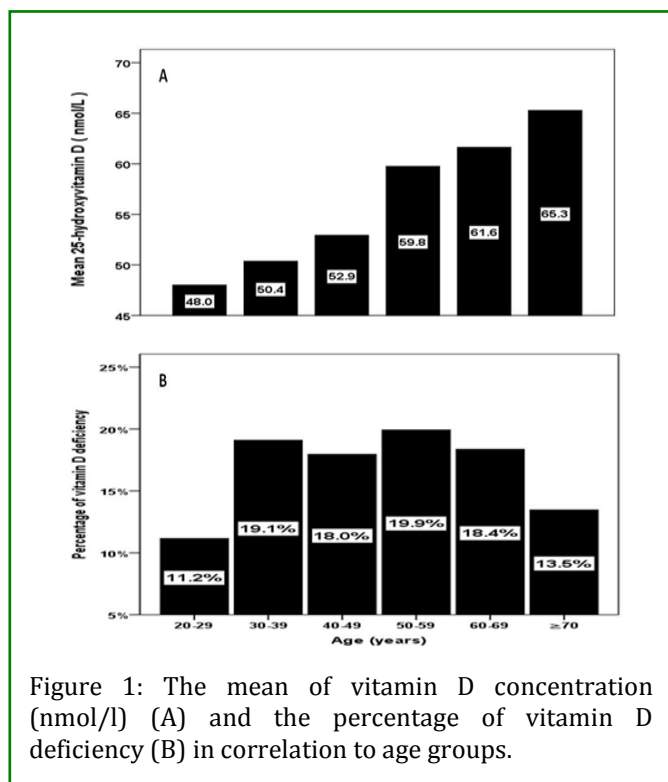 A
70
65
60
55
50
45
Mean 25-hydroxyvitamin D ( nmol/L )
48.0
50.4
52.9
59.8
61.6
65.3
B
25%
20%
15%
10%
5%
Percentage of vitamin D deficiency
11.2%
19.1%
18.0%
19.9%
18.4%
13.5%
20-29 30-39 40-49 50-59 60-69 ≥70
Age (years)
Figure 1: The mean of vitamin D concentration
(nmol/l) (A) and the percentage of vitamin D
deficiency (B) in correlation to age groups.